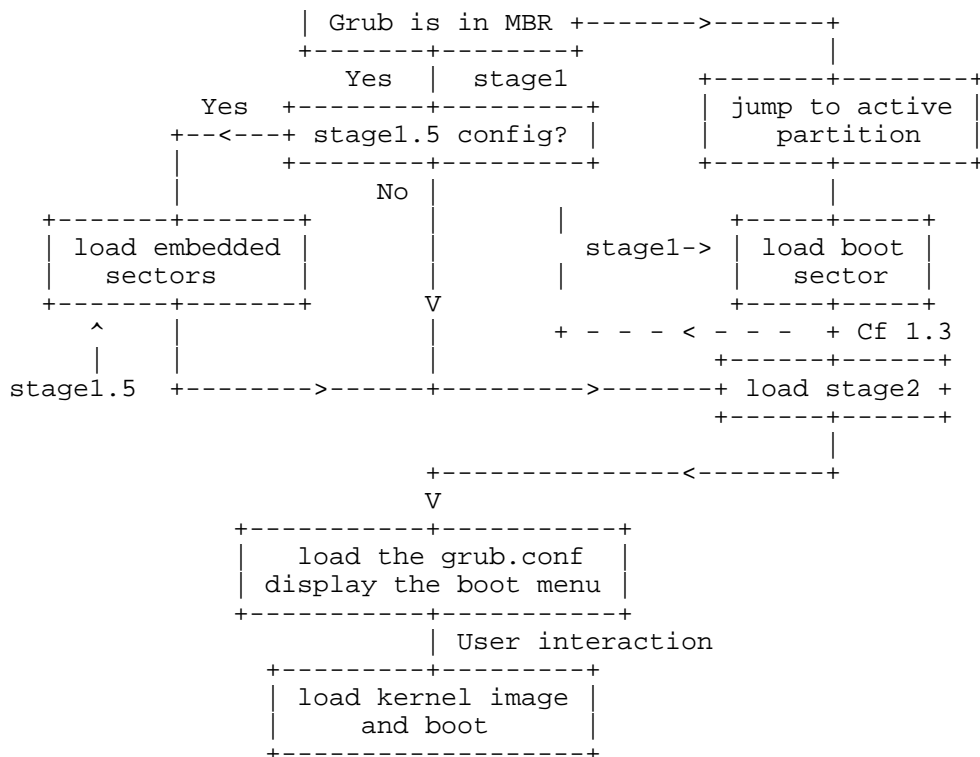 Grub is in MBR
Yes stage1
Yes
jump to active
stage1.5 config?
partition
No
load embedded
stage1-> load boot
sectors
sector
V
^
Cf 1.3
stage1.5
load stage2
V
load the grub.conf
display the boot menu
User interaction
load kernel image
and boot